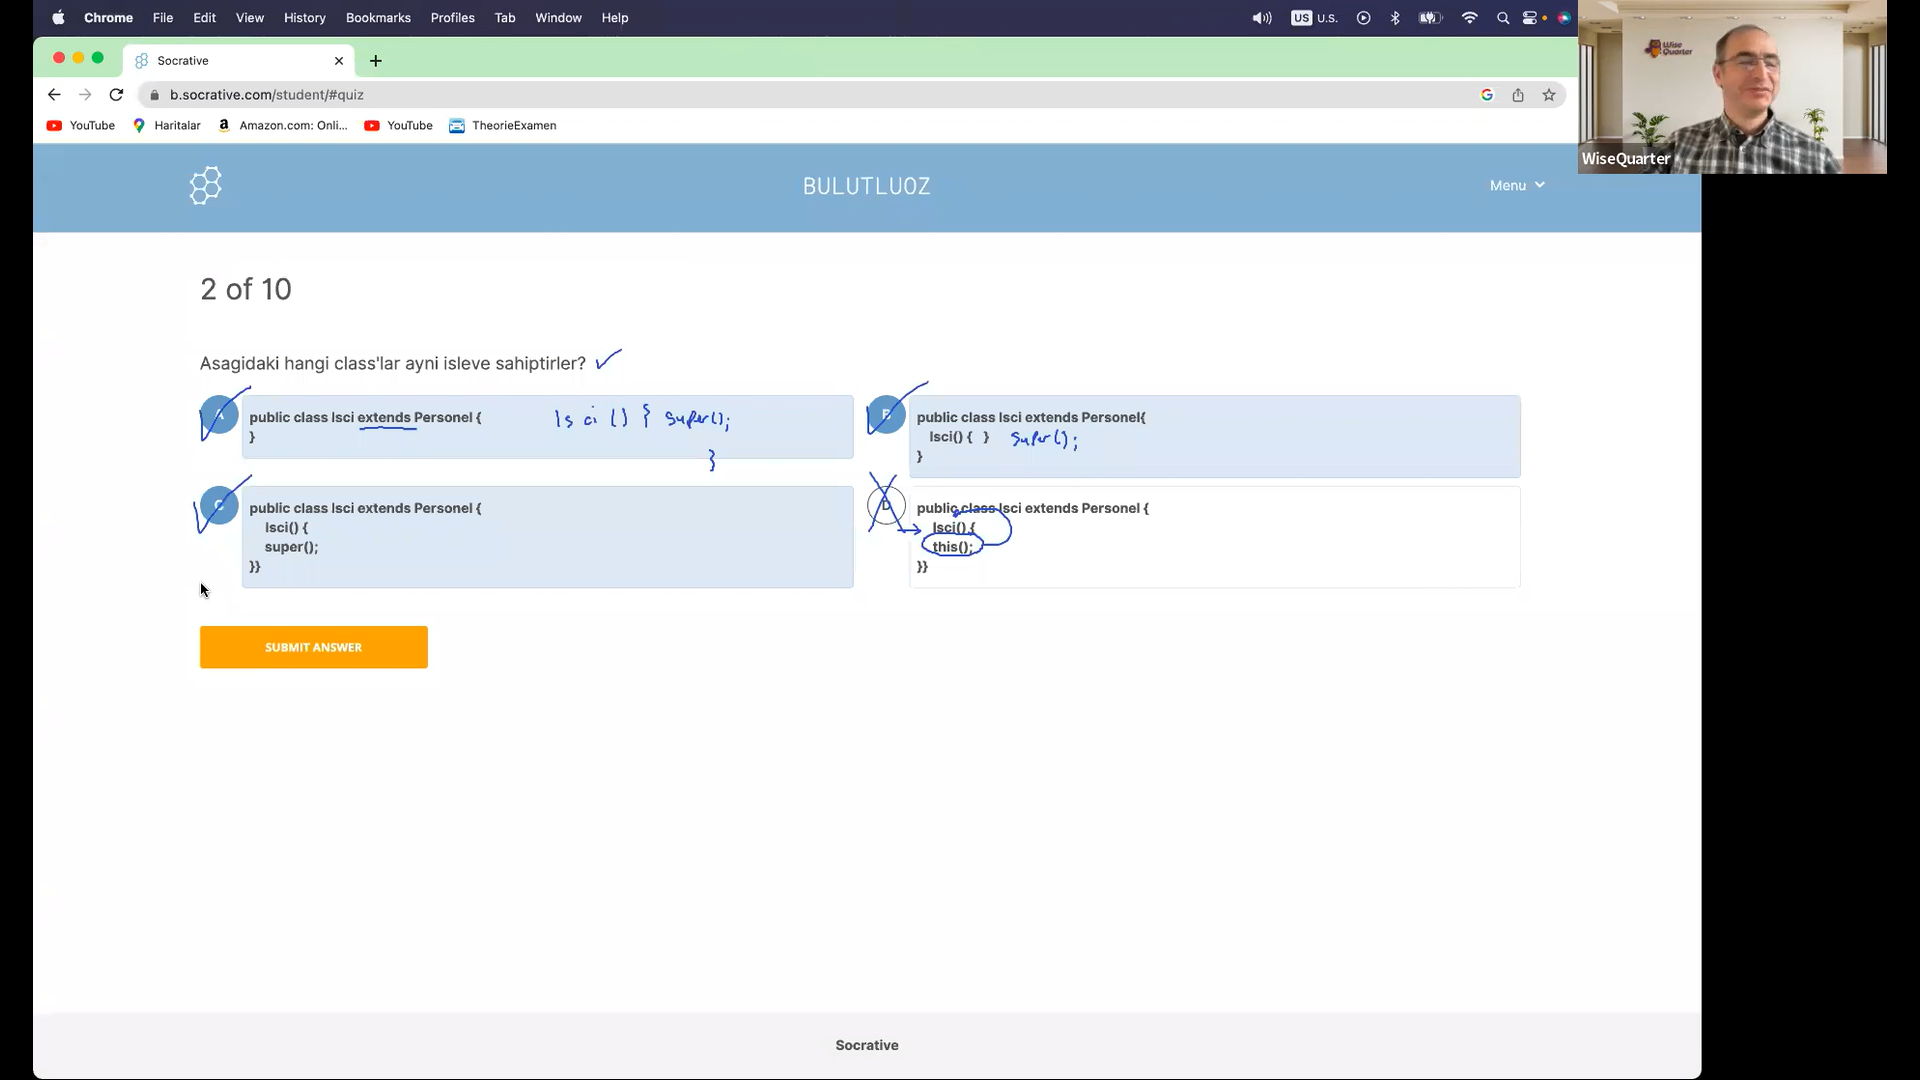 Chrome File Edit View History Bookmarks Profiles Tab Window Help
US U.S.
Socrative
b.socrative.com/student/#quiz
YouTube Haritalar Amazon.com: Onli... YouTube TheorieExamen
Wise Quarter
WiseQuarter
BULUTLUOZ
Menu
2 of 10
Asagidaki hangi class'lar ayni isleve sahiptirler?
A
public class Isci extends Personel {
}
Isci () { super();
}
B
public class Isci extends Personel{
Isci() { } super();
}
C
public class Isci extends Personel {
Isci() {
super();
}}
D
public class Isci extends Personel {
Isci() {
this();
}}
SUBMIT ANSWER
Socrative